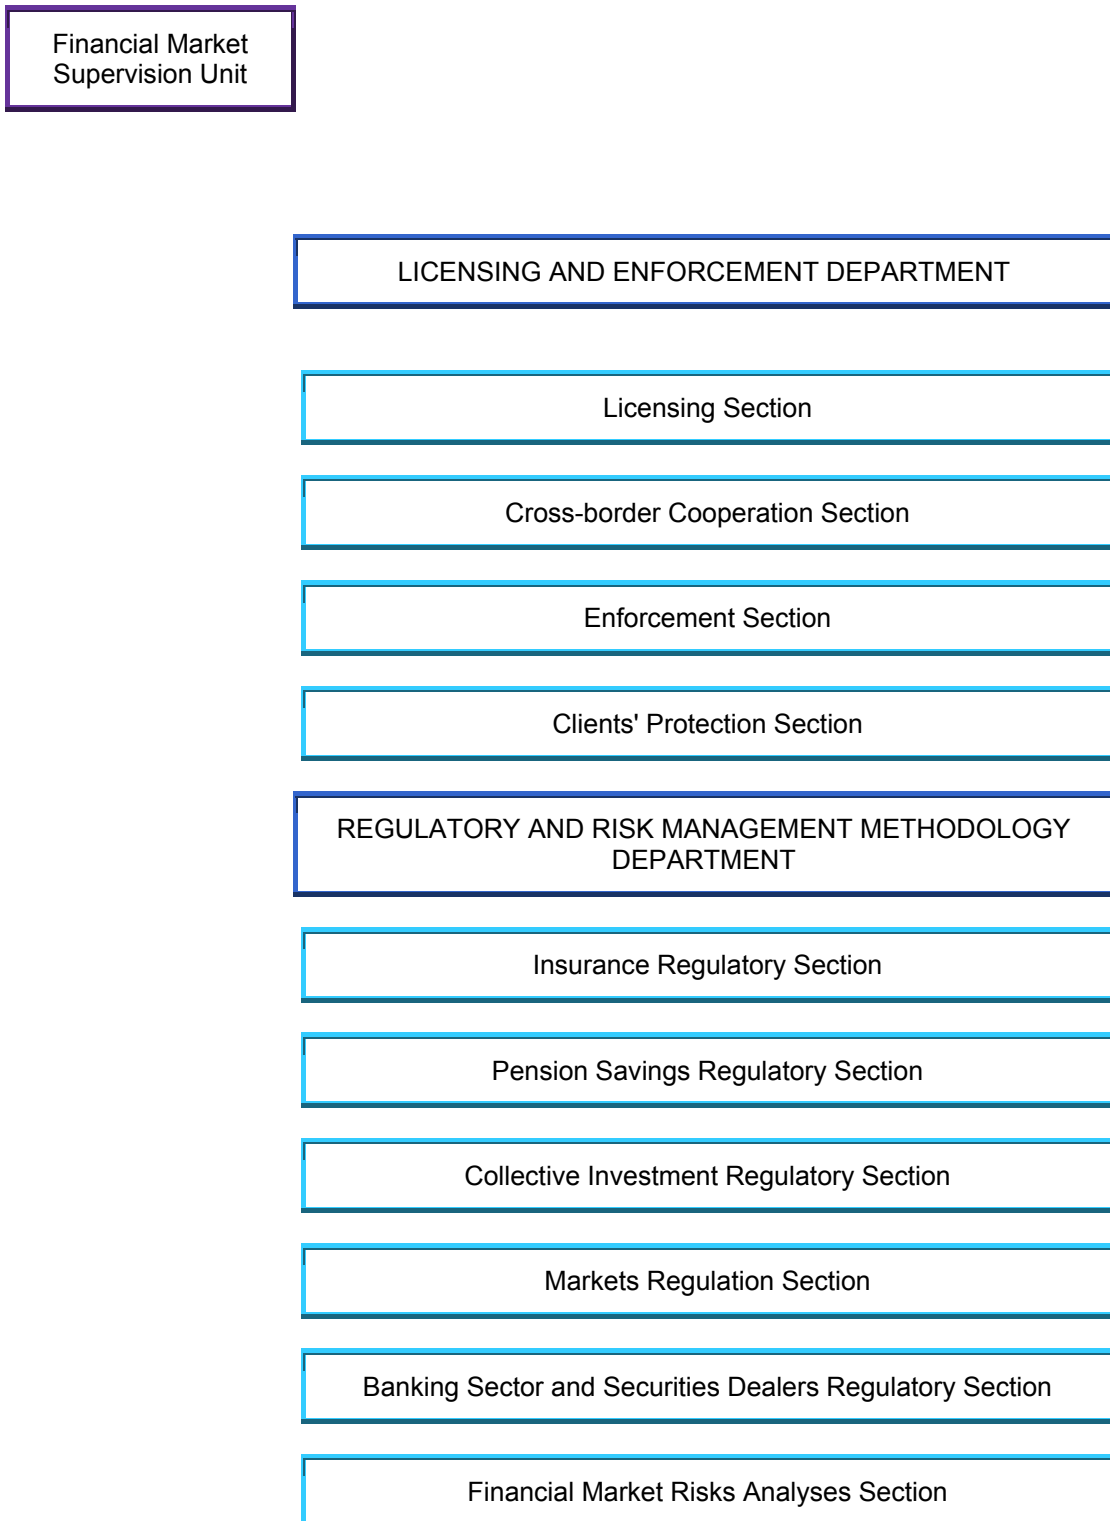 Financial Market
Supervision Unit
LICENSING AND ENFORCEMENT DEPARTMENT
Licensing Section
Cross-border Cooperation Section
Enforcement Section
Clients' Protection Section
REGULATORY AND RISK MANAGEMENT METHODOLOGY
DEPARTMENT
Insurance Regulatory Section
Pension Savings Regulatory Section
Collective Investment Regulatory Section
Markets Regulation Section
Banking Sector and Securities Dealers Regulatory Section
Financial Market Risks Analyses Section